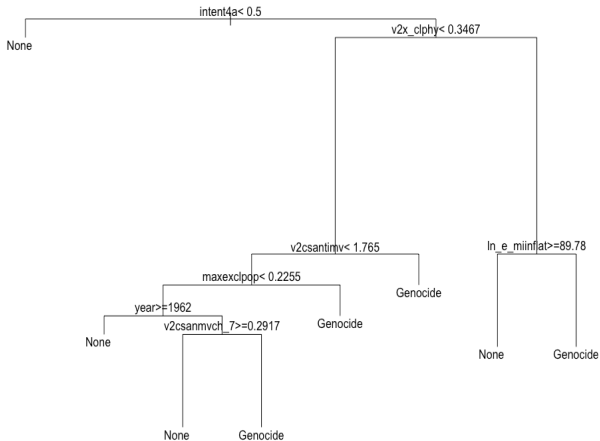 intent4a< 0.5
None
v2x_clphy< 0.3467
v2csantimv< 1.765
ln_e_miinflat>=89.78
maxexclpop< 0.2255
Genocide
year>=1962
Genocide
v2csanmvch_7>=0.2917
None
None
Genocide
None
Genocide